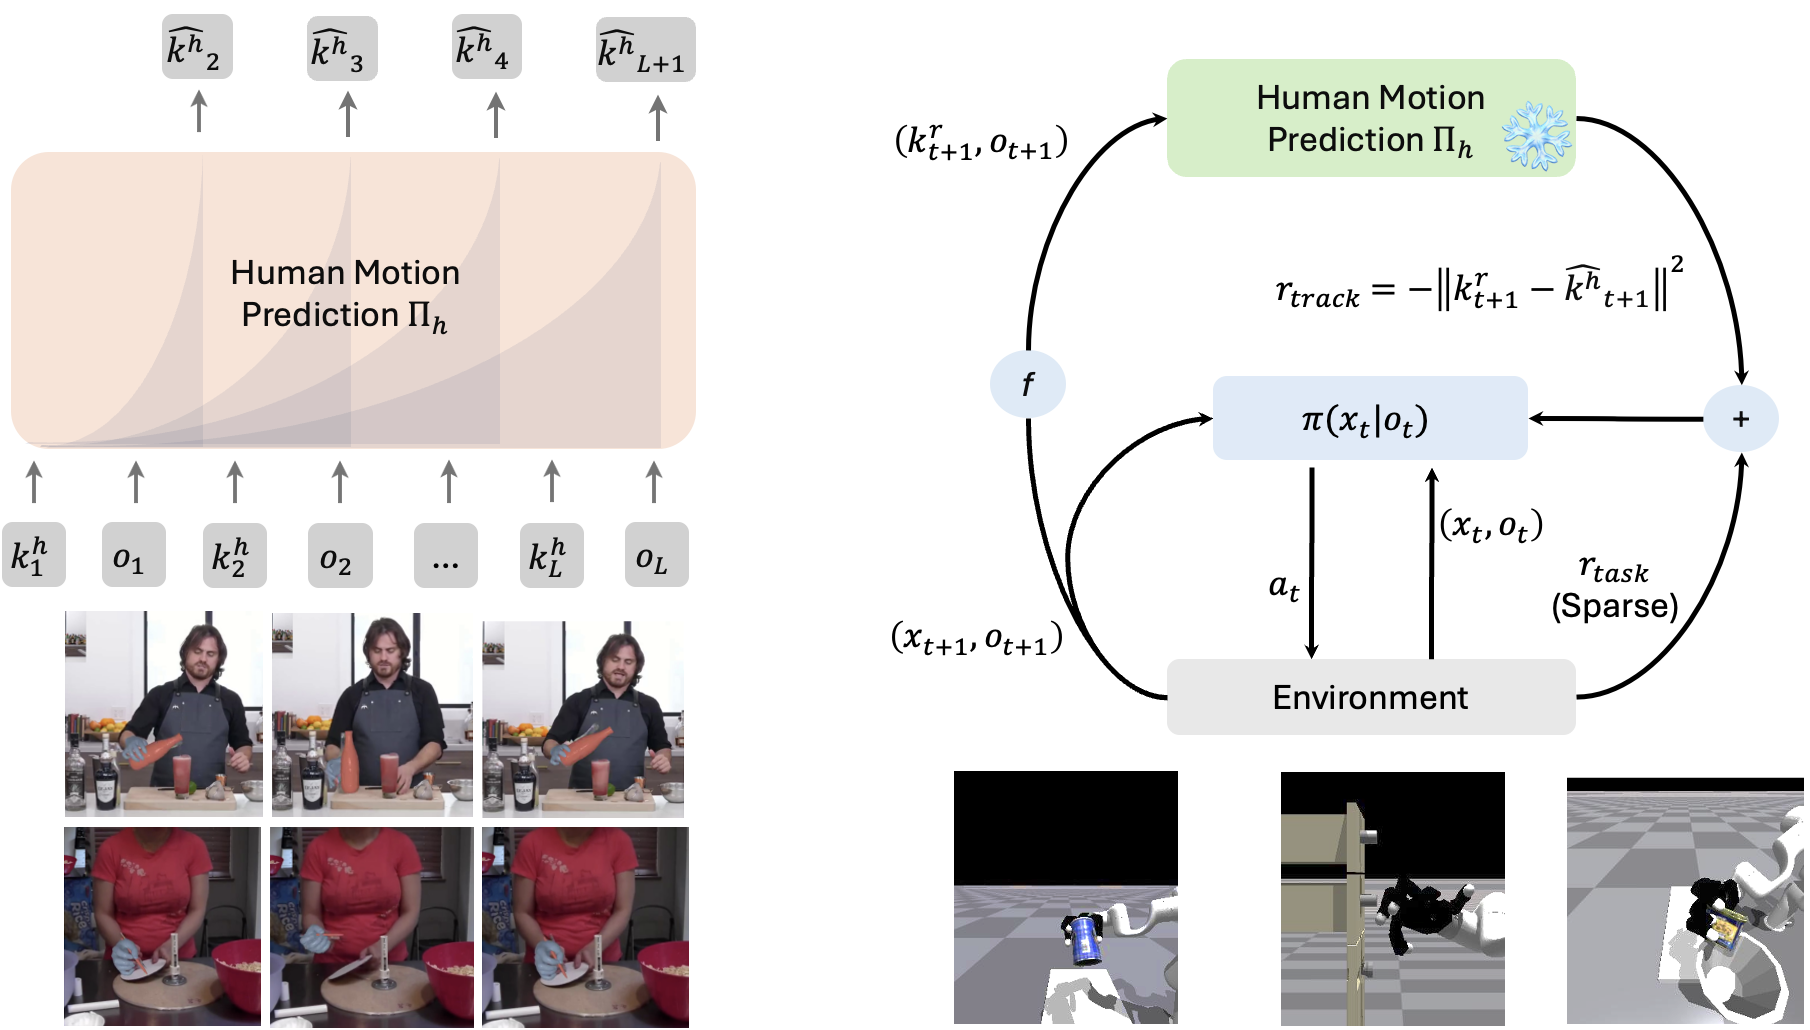 $\widehat{k^h}_2$ $\widehat{k^h}_3$ $\widehat{k^h}_4$ $\widehat{k^h}_{L+1}$
Human Motion
Prediction $\Pi_h$
$k_1^h$ $o_1$ $k_2^h$ $o_2$ ... $k_L^h$ $o_L$
Human Motion
Prediction $\Pi_h$
$(k_{t+1}^r, o_{t+1})$
$r_{track} = -\left\|k_{t+1}^r - \widehat{k^h}_{t+1}\right\|^2$
$f$
$\pi(x_t|o_t)$
+
$(x_t, o_t)$
$a_t$
$r_{task}$
(Sparse)
$(x_{t+1}, o_{t+1})$
Environment